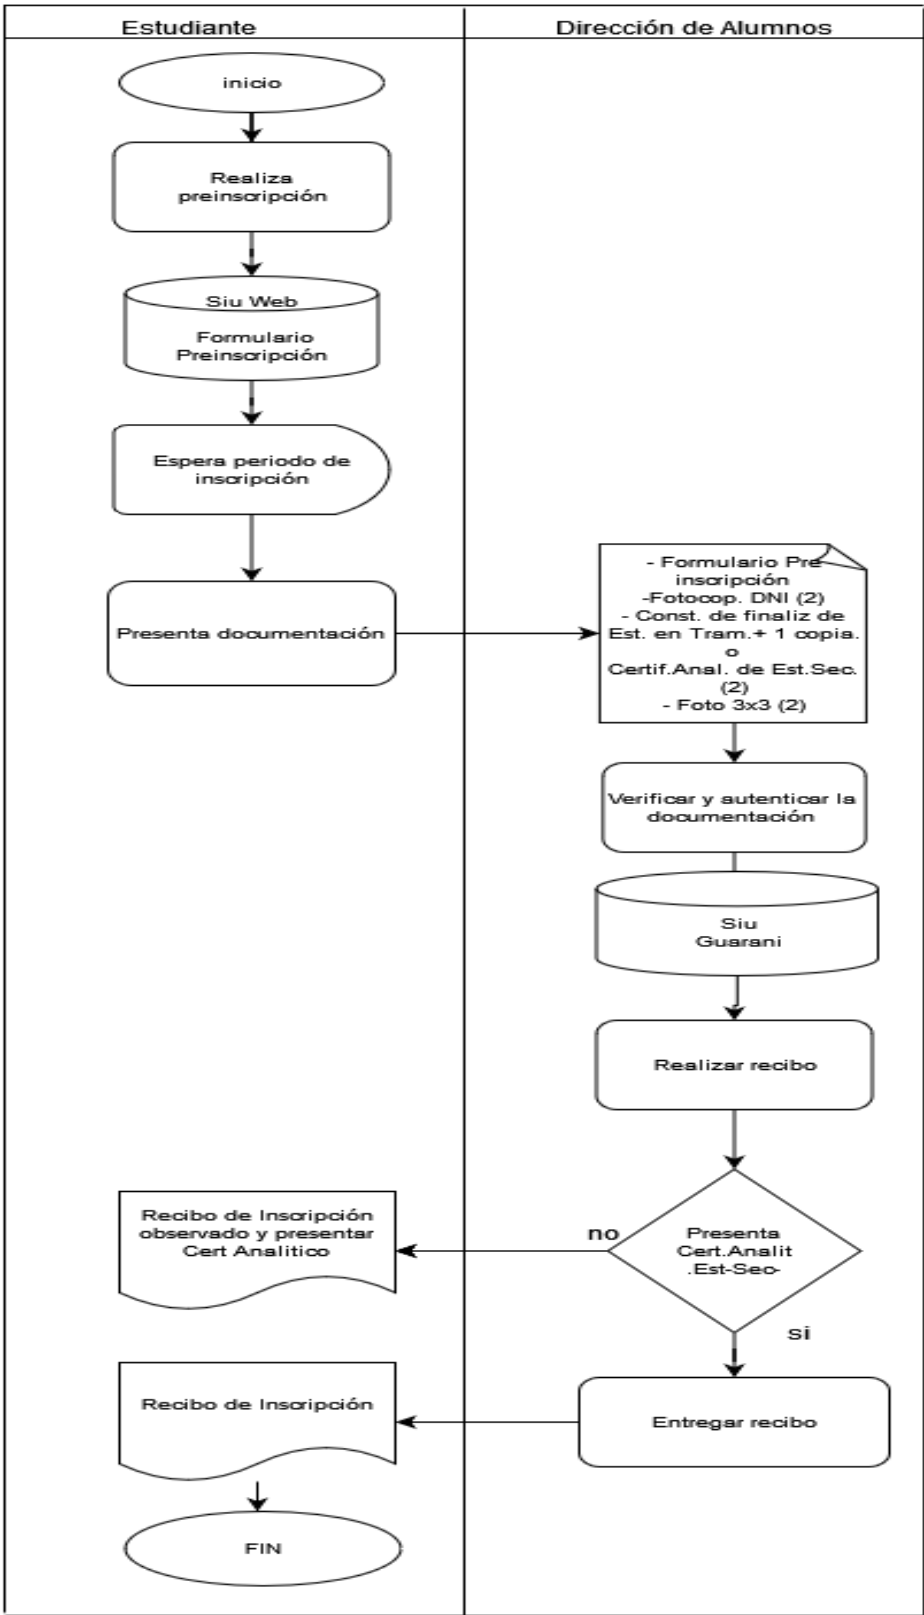 Estudiante
Dirección de Alumnos
inicio
Realiza
preinscripción
Siu Web
Formulario
Preinscripción
Espera periodo de
inscripción
Presenta documentación
- Formulario Pre
inscripción
-Fotocop. DNI (2)
- Const. de finaliz de
Est. en Tram.+ 1 copia.
o
Certif.Anal. de Est.Sec.
(2)
- Foto 3x3 (2)
Verificar y autenticar la
documentación
Siu
Guarani
Realizar recibo
Presenta
Cert.Analit
.Est-Sec-
no
Recibo de Inscripción
observado y presentar
Cert Analitico
si
Entregar recibo
Recibo de Inscripción
FIN